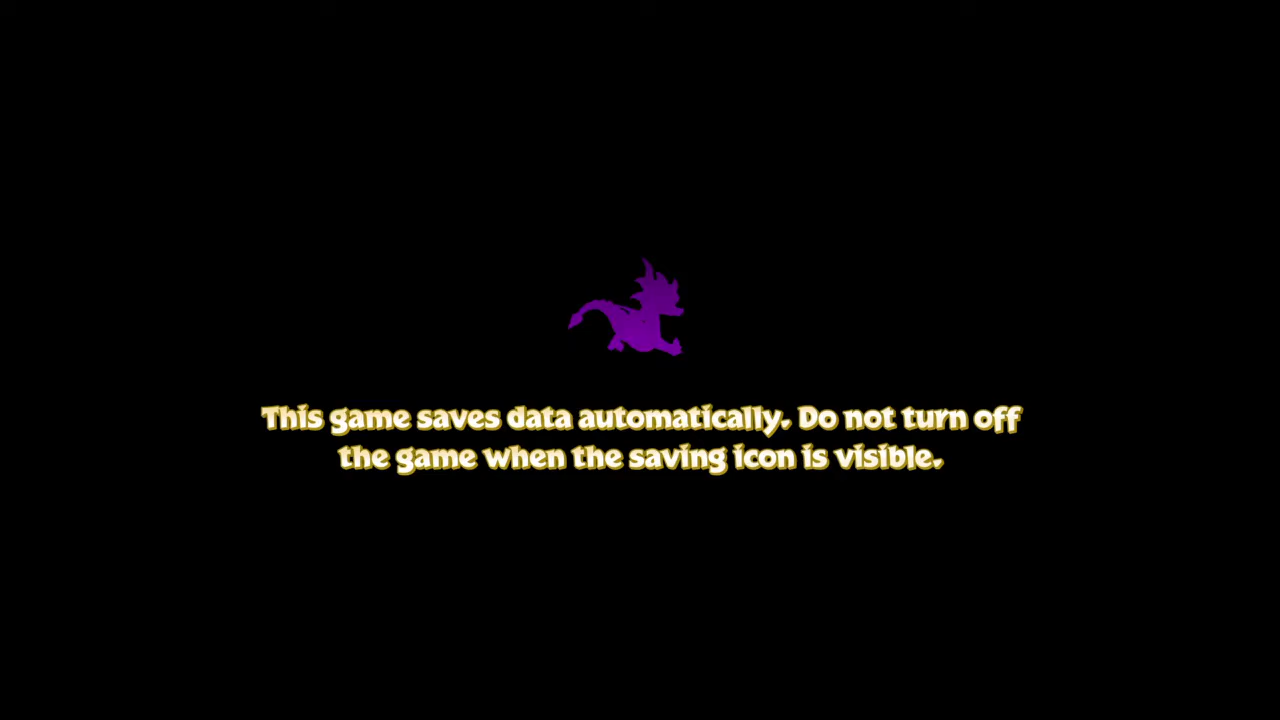 This game saves data automatically. Do not turn off
the game when the saving icon is visible.